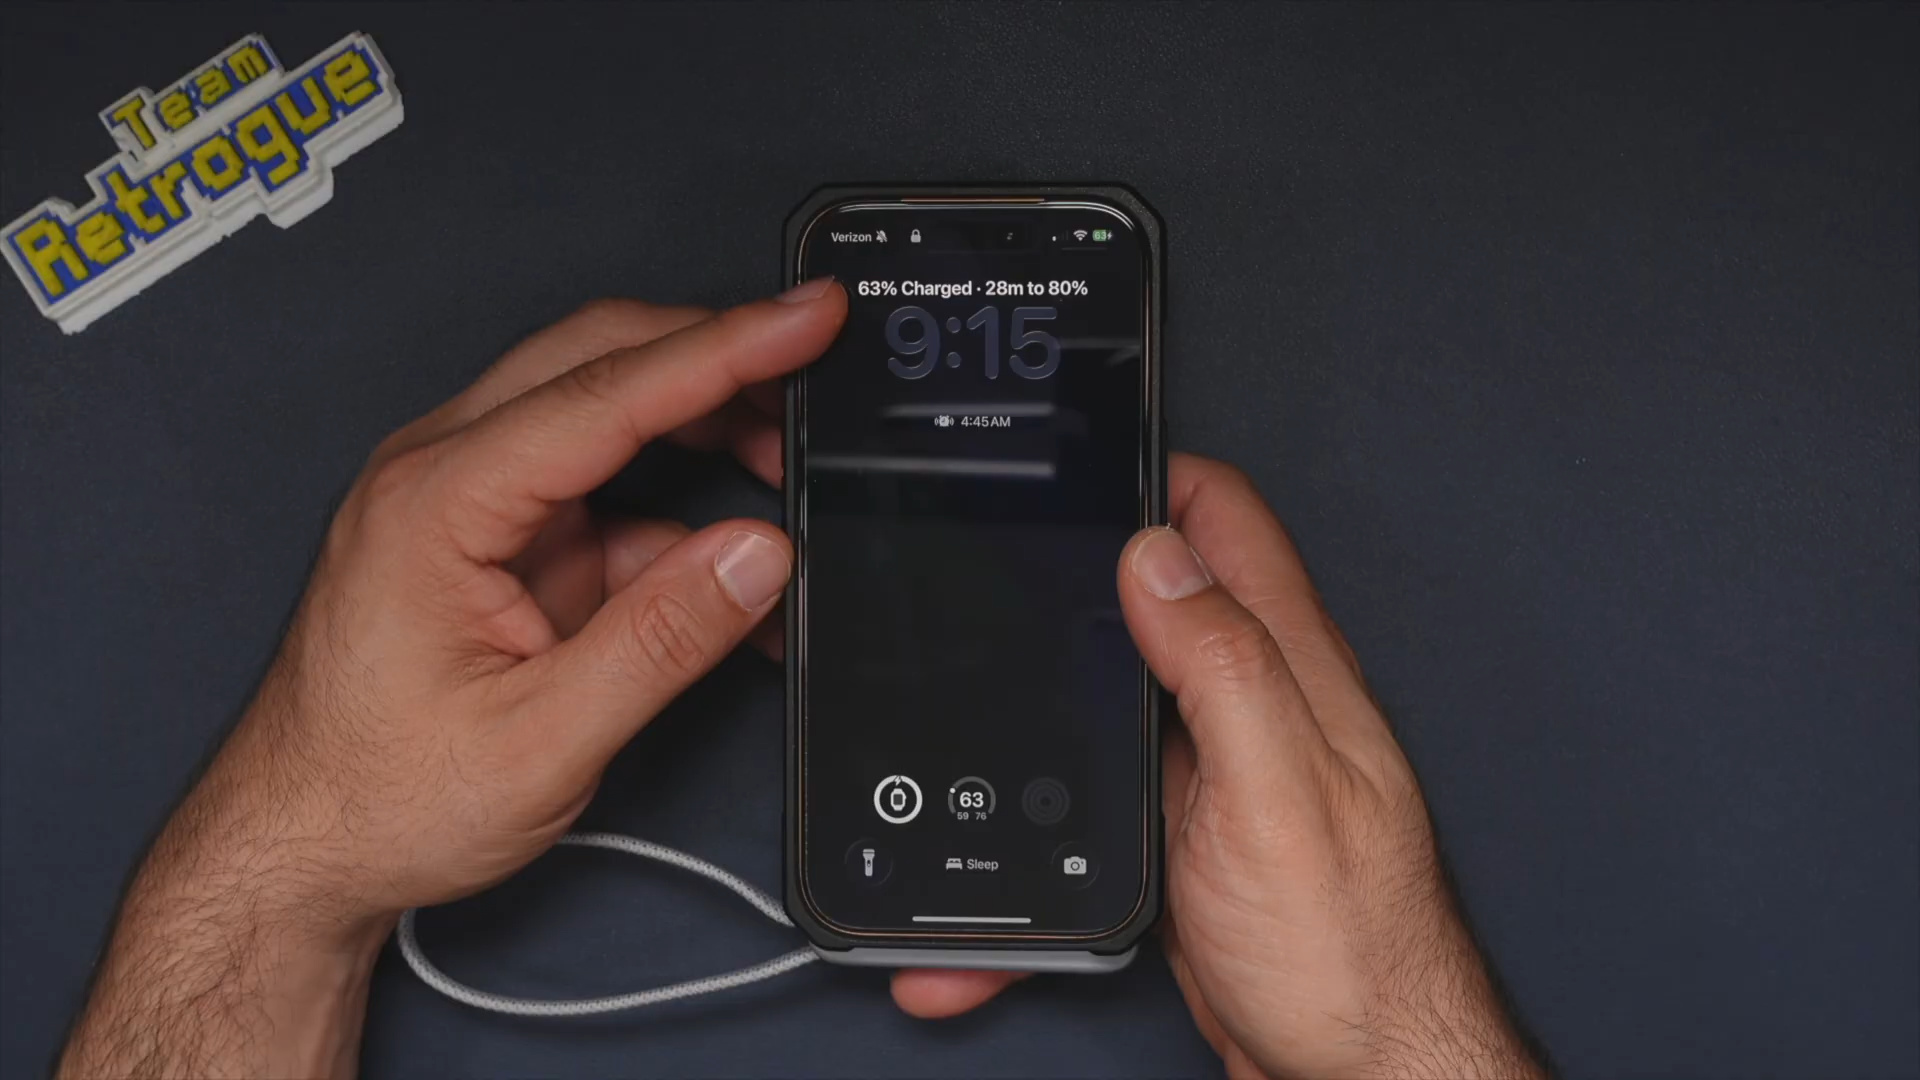 Team
Retrogue
Verizon 63
63% Charged · 28m to 80%
9:15
4:45AM
63
59 76
Sleep